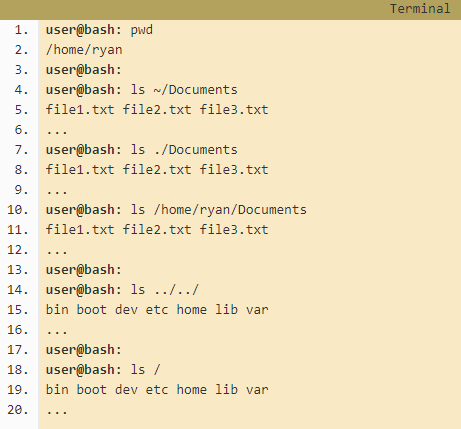 Terminal
1. user@bash: pwd
2. /home/ryan
3. user@bash:
4. user@bash: ls ~/Documents
5. file1.txt file2.txt file3.txt
6. ...
7. user@bash: ls ./Documents
8. file1.txt file2.txt file3.txt
9. ...
10. user@bash: ls /home/ryan/Documents
11. file1.txt file2.txt file3.txt
12. ...
13. user@bash:
14. user@bash: ls ../../
15. bin boot dev etc home lib var
16. ...
17. user@bash:
18. user@bash: ls /
19. bin boot dev etc home lib var
20. ...